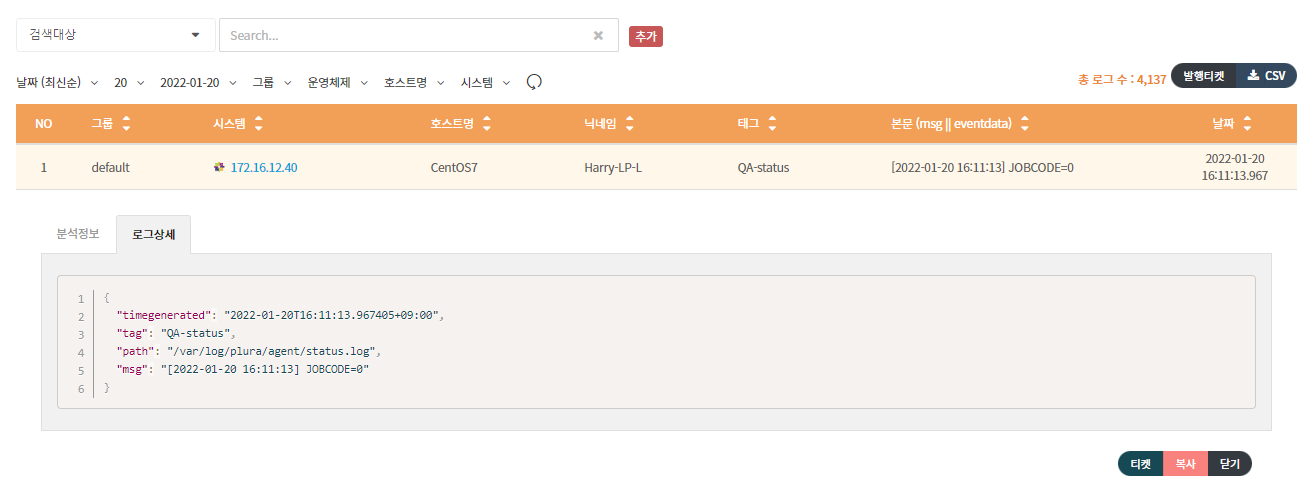 검색대상 Search... 추가
날짜 (최신순) 20 2022-01-20 그룹 운영체제 호스트명 시스템 총 로그 수 : 4,137 발행티켓 CSV
NO 그룹 시스템 호스트명 닉네임 태그 본문 (msg || eventdata) 날짜
1 default 172.16.12.40 CentOS7 Harry-LP-L QA-status [2022-01-20 16:11:13] JOBCODE=0 2022-01-20
16:11:13.967
분석정보 로그상세
1 {
2 "timegenerated": "2022-01-20T16:11:13.967405+09:00",
3 "tag": "QA-status",
4 "path": "/var/log/plura/agent/status.log",
5 "msg": "[2022-01-20 16:11:13] JOBCODE=0"
6 }
티켓 복사 닫기